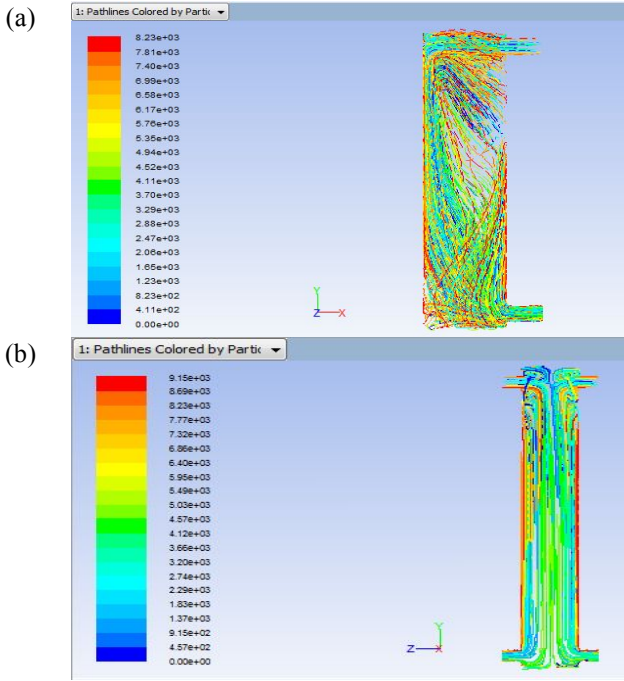 (a)
1: Pathlines Colored by Partic
8.23e+03
7.81e+03
7.40e+03
6.99e+03
6.58e+03
6.17e+03
5.76e+03
5.35e+03
4.94e+03
4.52e+03
4.11e+03
3.70e+03
3.29e+03
2.88e+03
2.47e+03
2.06e+03
1.65e+03
1.23e+03
8.23e+02
4.11e+02
0.00e+00
Y
Z X
(b)
1: Pathlines Colored by Partic
9.15e+03
8.69e+03
8.23e+03
7.77e+03
7.32e+03
6.86e+03
6.40e+03
5.95e+03
5.49e+03
5.03e+03
4.57e+03
4.12e+03
3.66e+03
3.20e+03
2.74e+03
2.29e+03
1.83e+03
1.37e+03
9.15e+02
4.57e+02
0.00e+00
Y
Z X